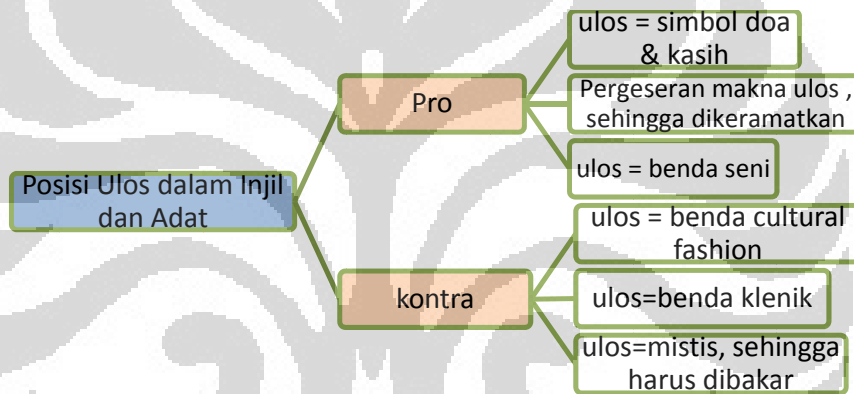 Posisi Ulos dalam Injil
dan Adat
Pro
ulos = simbol doa
& kasih
Pergeseran makna ulos ,
sehingga dikeramatkan
ulos = benda seni
kontra
ulos = benda cultural
fashion
ulos=benda klenik
ulos=mistis, sehingga
harus dibakar